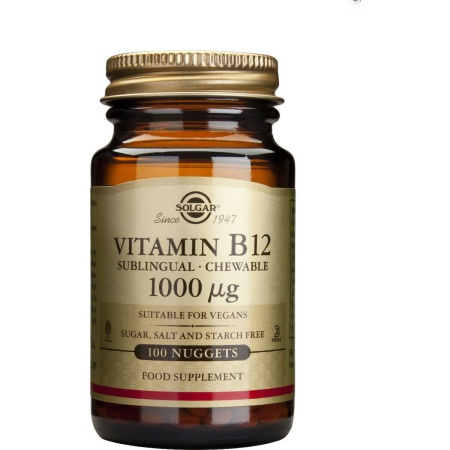 SOLGAR®
Since 1947
VITAMIN B12
SUBLINGUAL · CHEWABLE
1000 µg
SUITABLE FOR VEGANS
SUGAR, SALT AND STARCH FREE
100 NUGGETS
FOOD SUPPLEMENT